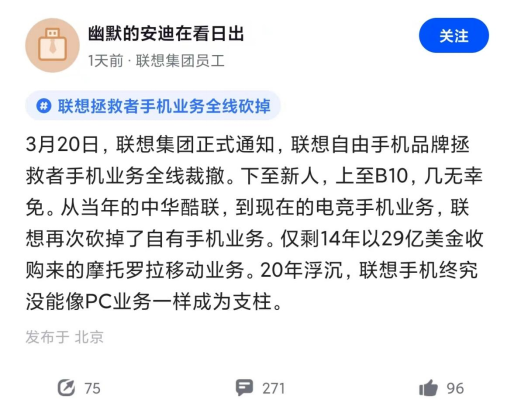 幽默的安迪在看日出
关注
1天前 · 联想集团员工
# 联想拯救者手机业务全线砍掉
3月20日，联想集团正式通知，联想自由手机品牌拯
救者手机业务全线裁撤。下至新人，上至B10，几无幸
免。从当年的中华酷联，到现在的电竞手机业务，联
想再次砍掉了自有手机业务。仅剩14年以29亿美金收
购来的摩托罗拉移动业务。20年浮沉，联想手机终究
没能像PC业务一样成为支柱。
发布于 北京
75
271
96